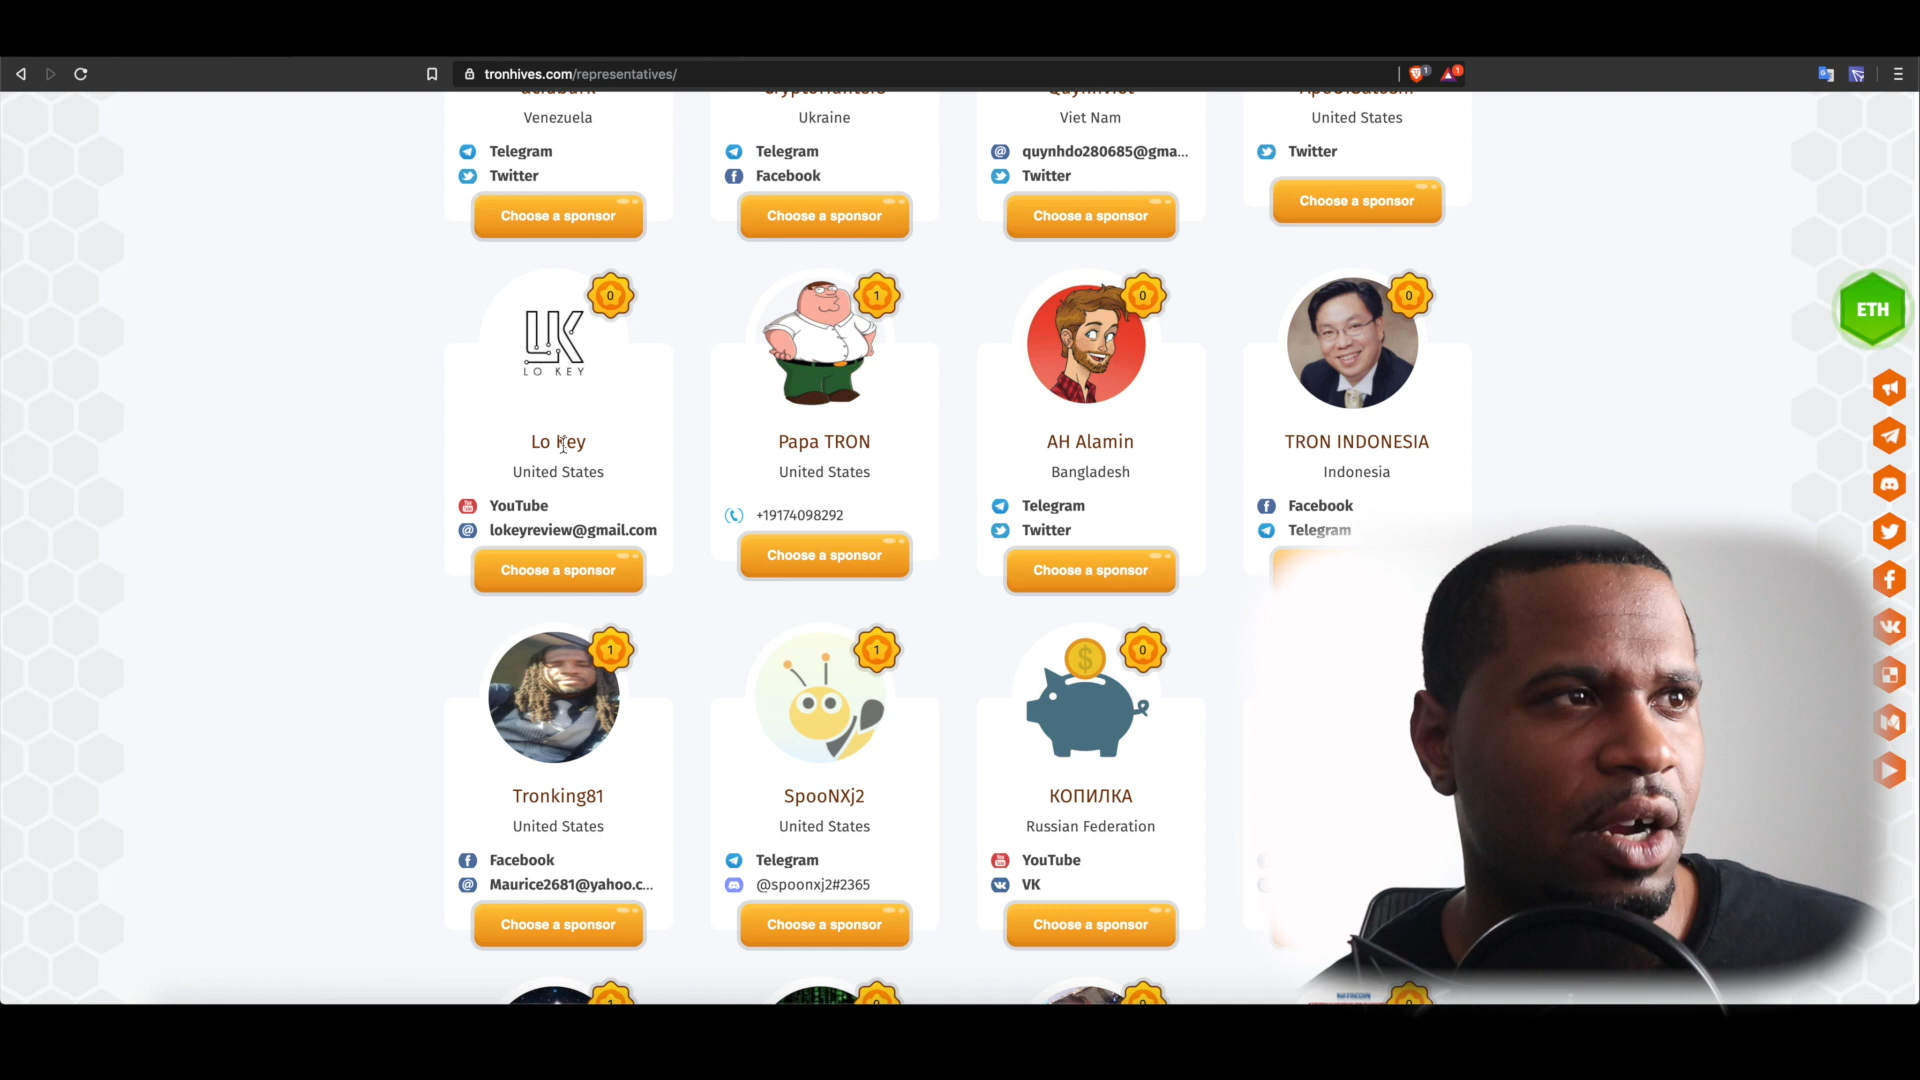 tronhives.com/representatives/
1
1
Venezuela
Telegram
Twitter
Choose a sponsor
Ukraine
Telegram
Facebook
Choose a sponsor
Viet Nam
quynhdo280685@gma...
Twitter
Choose a sponsor
United States
Twitter
Choose a sponsor
ETH
0
LK
LO KEY
Lo Key
United States
YouTube
lokeyreview@gmail.com
Choose a sponsor
1
Papa TRON
United States
+19174098292
Choose a sponsor
0
AH Alamin
Bangladesh
Telegram
Twitter
Choose a sponsor
0
TRON INDONESIA
Indonesia
Facebook
Telegram
1
Tronking81
United States
Facebook
Maurice2681@yahoo.c...
Choose a sponsor
1
SpooNXj2
United States
Telegram
@spoonxj2#2365
Choose a sponsor
0
КОПИЛКА
Russian Federation
YouTube
VK
Choose a sponsor